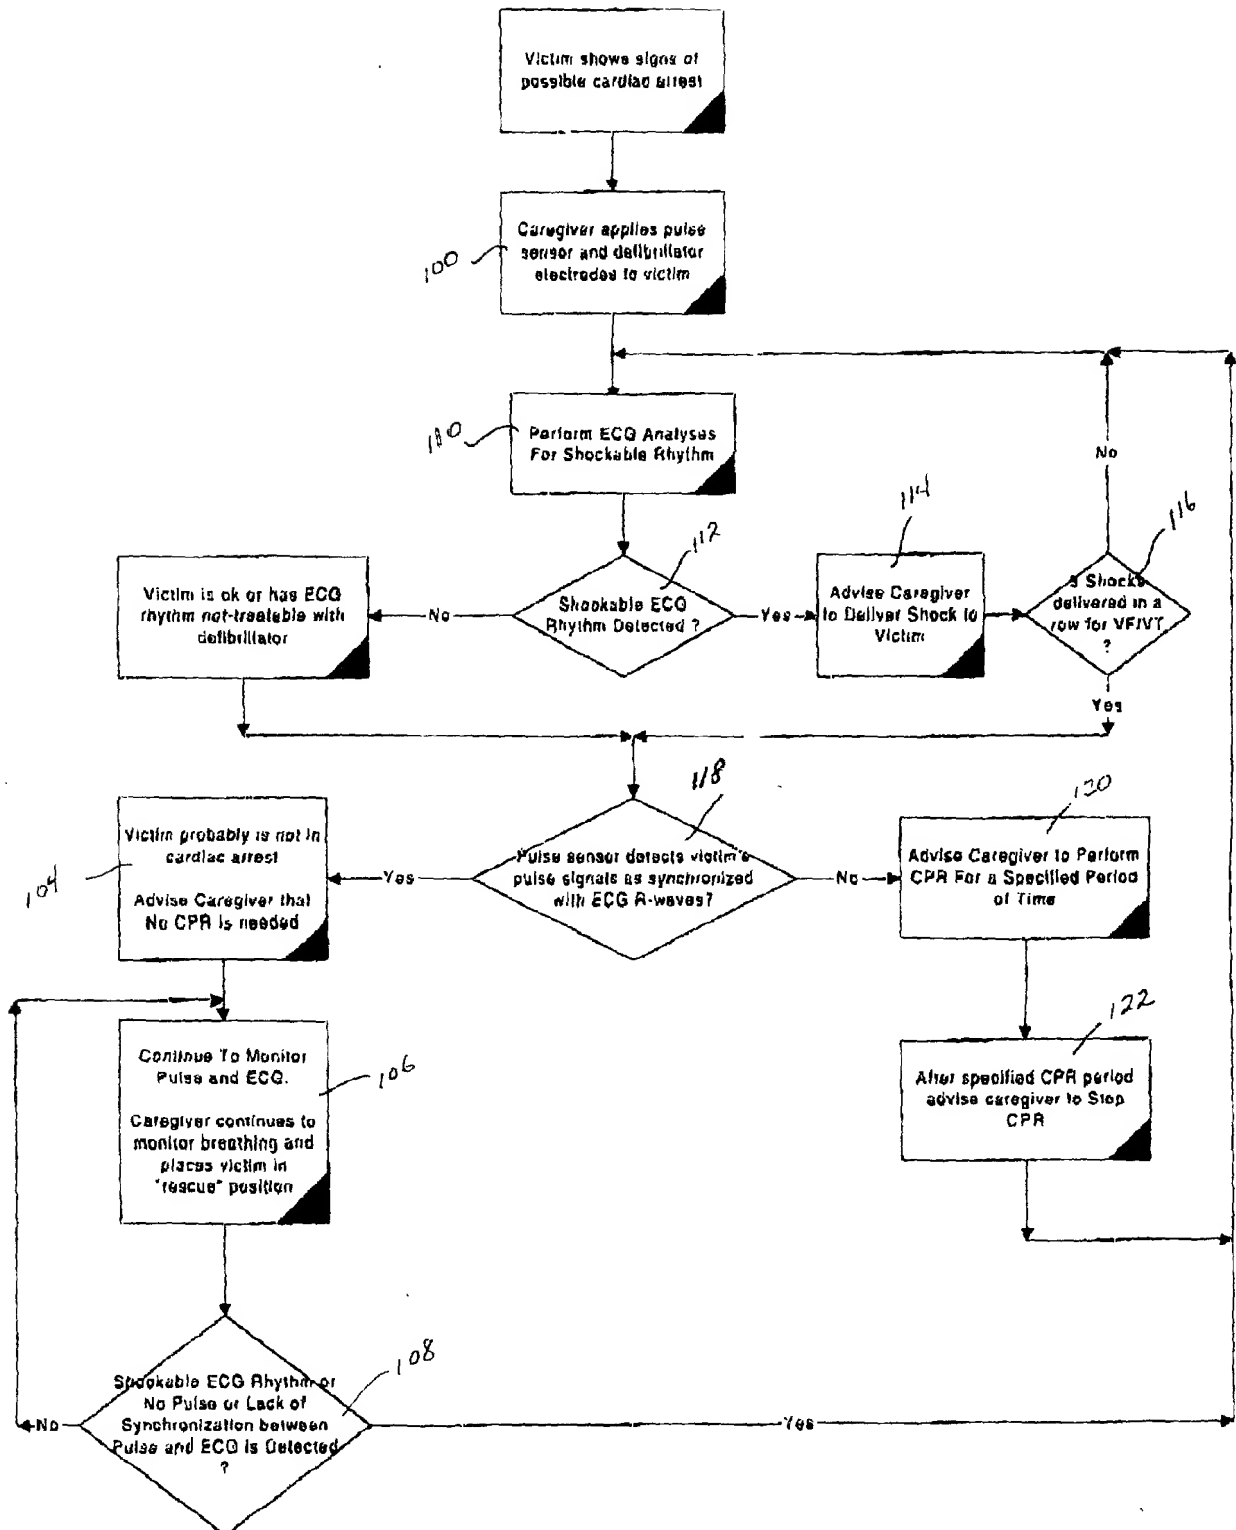 Victim shows signs of
possible cardiac arrest
Caregiver applies pulse
sensor and defibrillator
electrodes to victim
100
Perform ECG Analyses
For Shockable Rhythm
110
No
114
116
112
Victim is ok or has ECG
rhythm not-treatable with
defibrillator
No
Shockable ECG
Rhythm Detected ?
Yes
Advise Caregiver
to Deliver Shock to
Victim
3 Shocks
delivered in a
row for VF/VT
?
Yes
118
120
Victim probably is not in
cardiac arrest
Advise Caregiver that
No CPR is needed
104
Yes
Pulse sensor detects victim's
pulse signals as synchronized
with ECG R-waves?
No
Advise Caregiver to Perform
CPR For a Specified Period
of Time
122
Continue To Monitor
Pulse and ECG.
Caregiver continues to
monitor breathing and
places victim in
"rescue" position
106
After specified CPR period
advise caregiver to Stop
CPR
108
Shockable ECG Rhythm or
No Pulse or Lack of
Synchronization between
Pulse and ECG is Detected
?
No
Yes